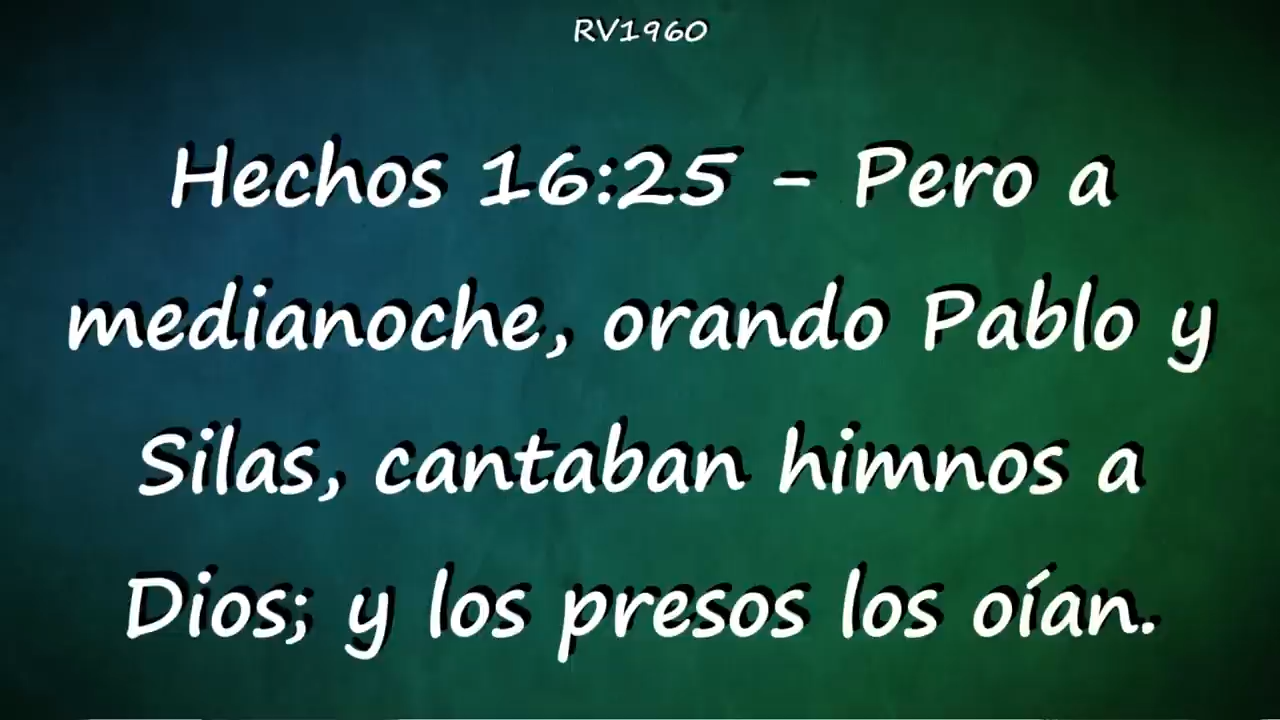 RV1960
Hechos 16:25 - Pero a
medianoche, orando Pablo y
Silas, cantaban himnos a
Dios; y los presos los oían.